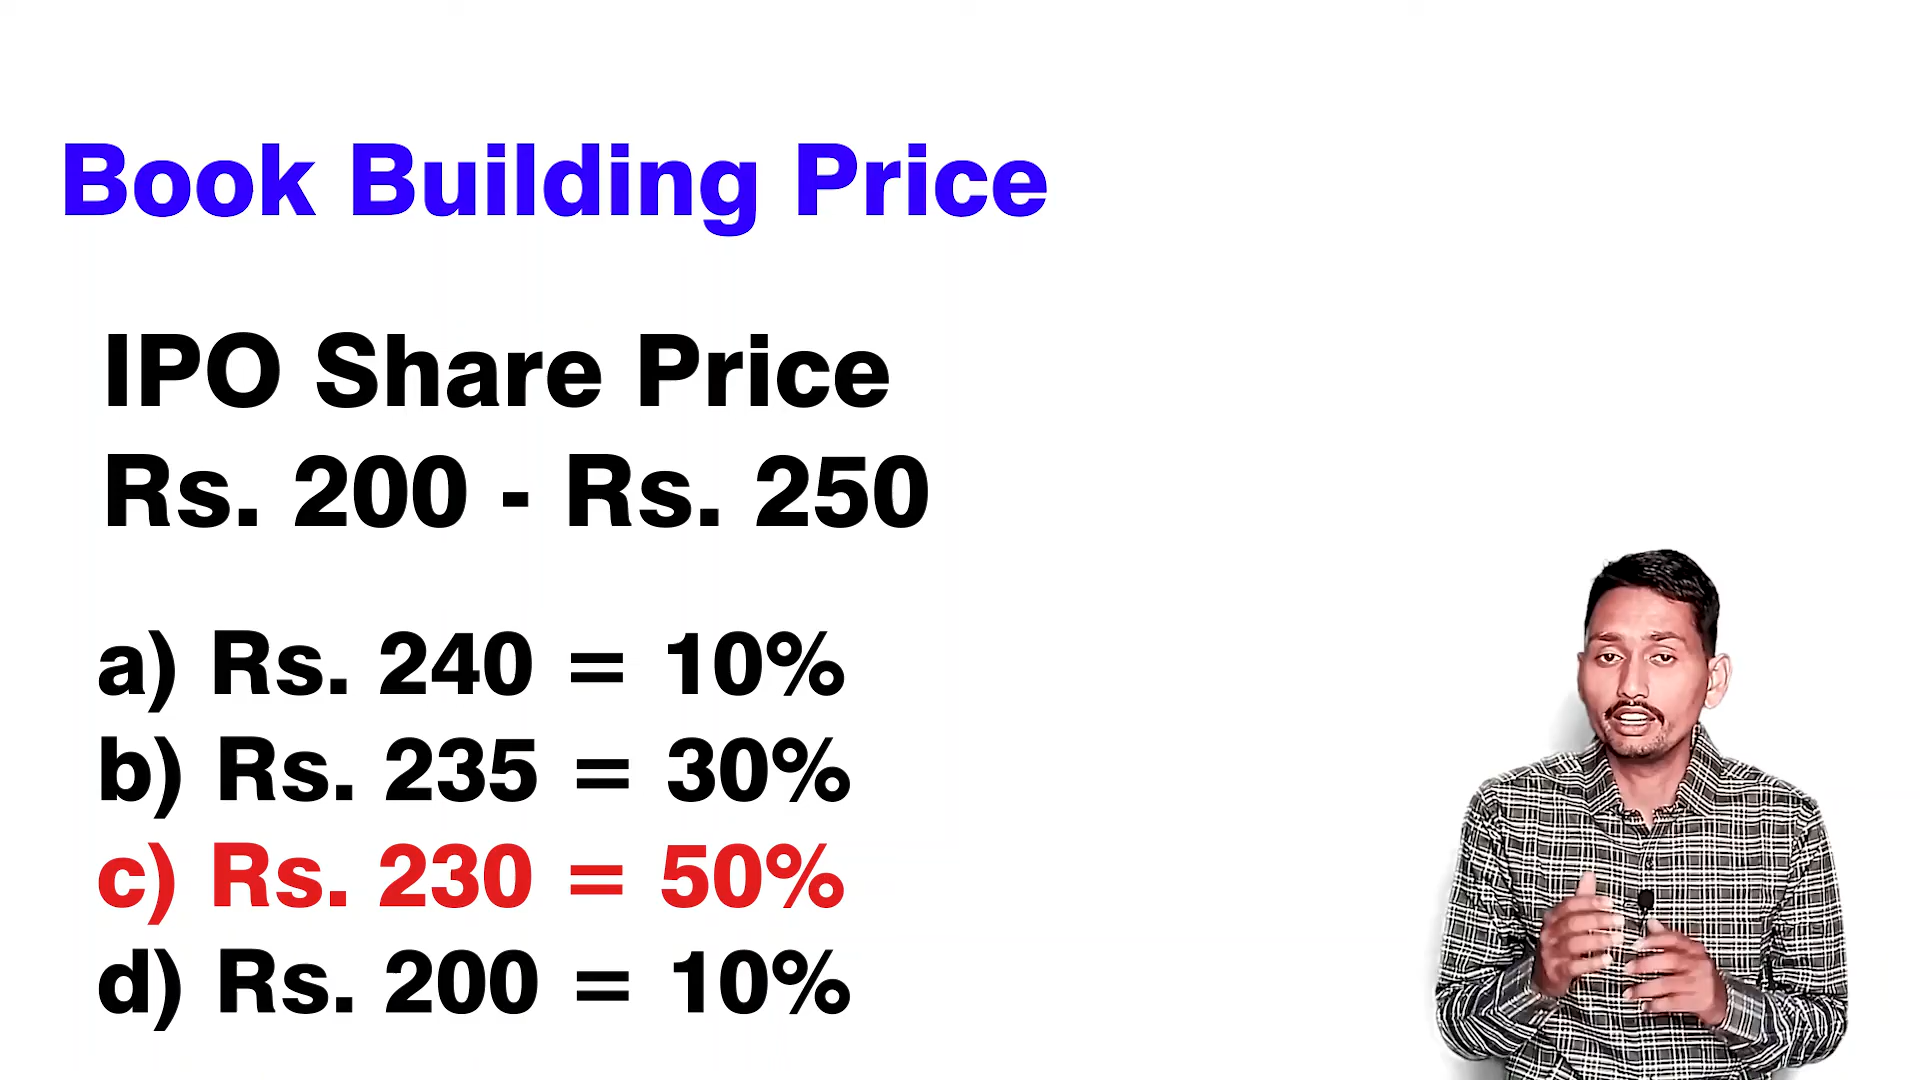 Book Building Price
IPO Share Price
Rs. 200 - Rs. 250
a) Rs. 240 = 10%
b) Rs. 235 = 30%
c) Rs. 230 = 50%
d) Rs. 200 = 10%